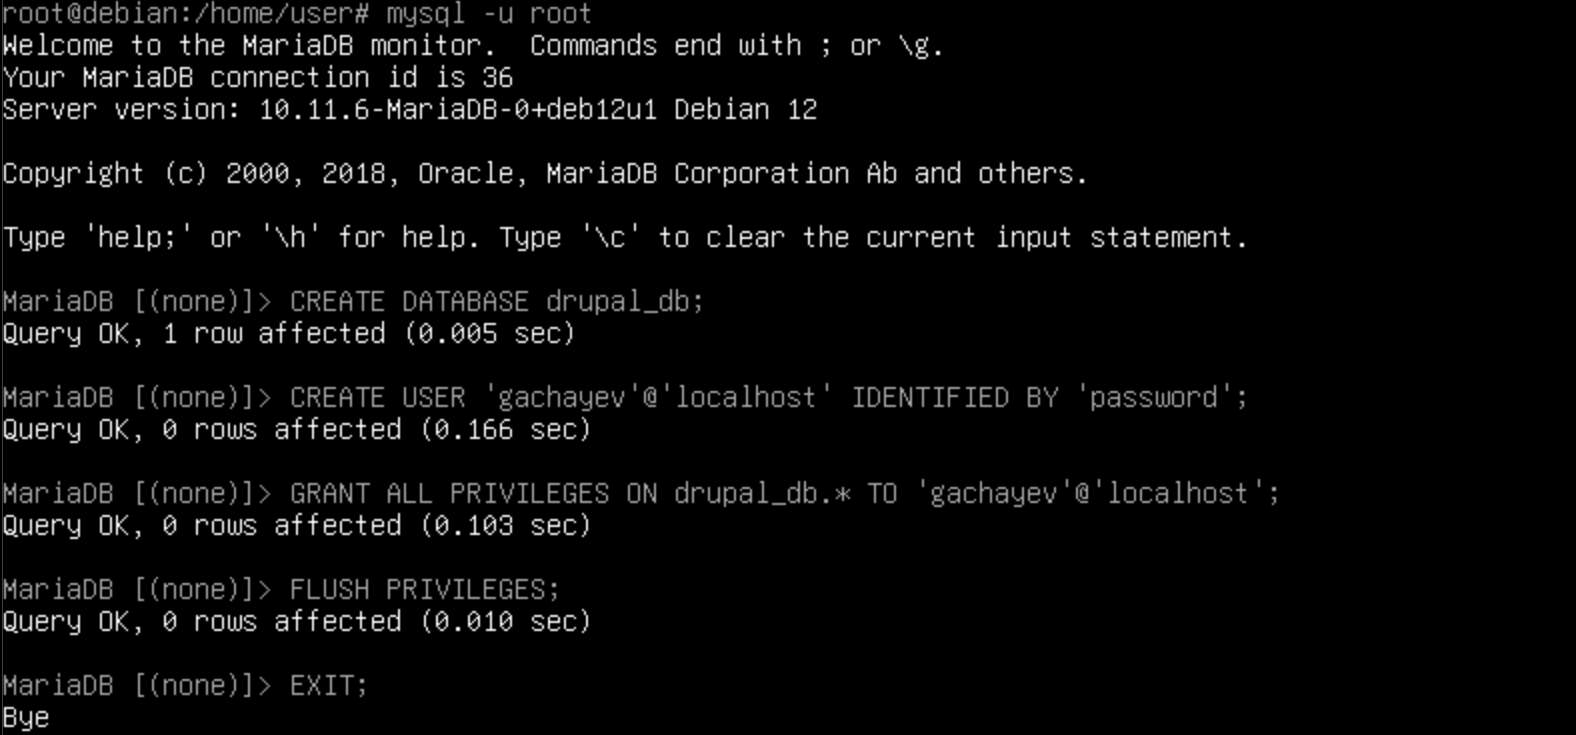 root@debian:/home/user# mysql -u root
Welcome to the MariaDB monitor.  Commands end with ; or \g.
Your MariaDB connection id is 36
Server version: 10.11.6-MariaDB-0+deb12u1 Debian 12
Copyright (c) 2000, 2018, Oracle, MariaDB Corporation Ab and others.
Type 'help;' or '\h' for help. Type '\c' to clear the current input statement.
MariaDB [(none)]> CREATE DATABASE drupal_db;
Query OK, 1 row affected (0.005 sec)
MariaDB [(none)]> CREATE USER 'gachayev'@'localhost' IDENTIFIED BY 'password';
Query OK, 0 rows affected (0.166 sec)
MariaDB [(none)]> GRANT ALL PRIVILEGES ON drupal_db.* TO 'gachayev'@'localhost';
Query OK, 0 rows affected (0.103 sec)
MariaDB [(none)]> FLUSH PRIVILEGES;
Query OK, 0 rows affected (0.010 sec)
MariaDB [(none)]> EXIT;
Bye